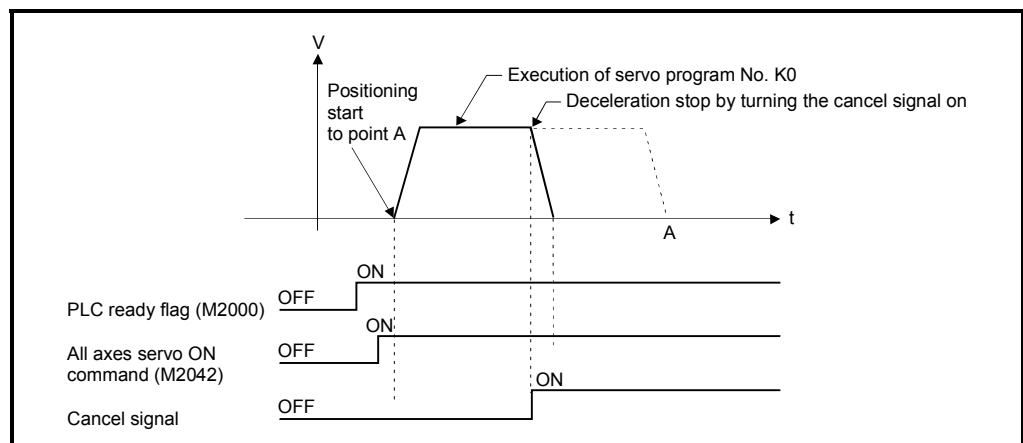 V
Execution of servo program No. K0
Deceleration stop by turning the cancel signal on
Positioning
start
to point A
t
A
ON
OFF
PLC ready flag (M2000)
ON
OFF
All axes servo ON
command (M2042)
ON
OFF
Cancel signal